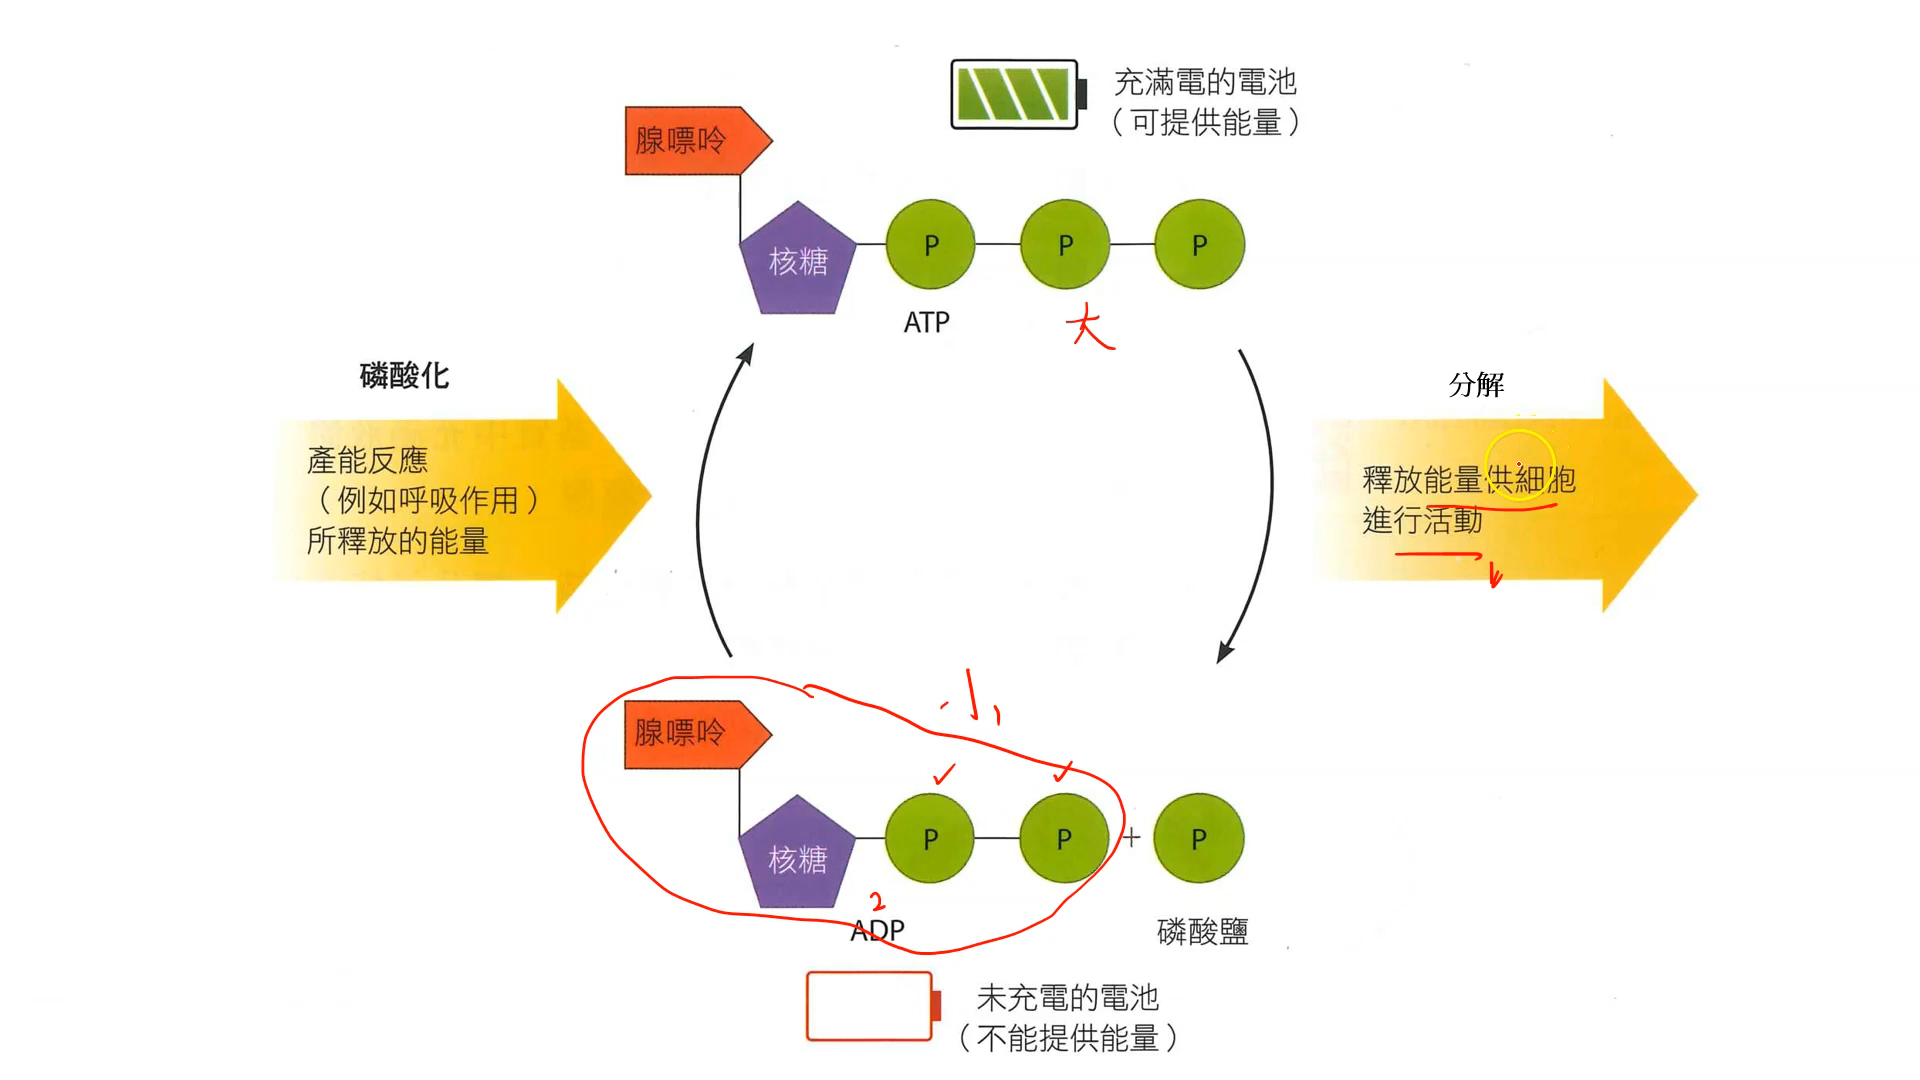 充滿電的電池
（可提供能量）
腺嘌呤
核糖
P
P
P
ATP
大
磷酸化
產能反應
（例如呼吸作用）
所釋放的能量
分解
釋放能量供細胞
進行活動
小
腺嘌呤
核糖
P
P
+
P
2
ADP
磷酸鹽
未充電的電池
（不能提供能量）